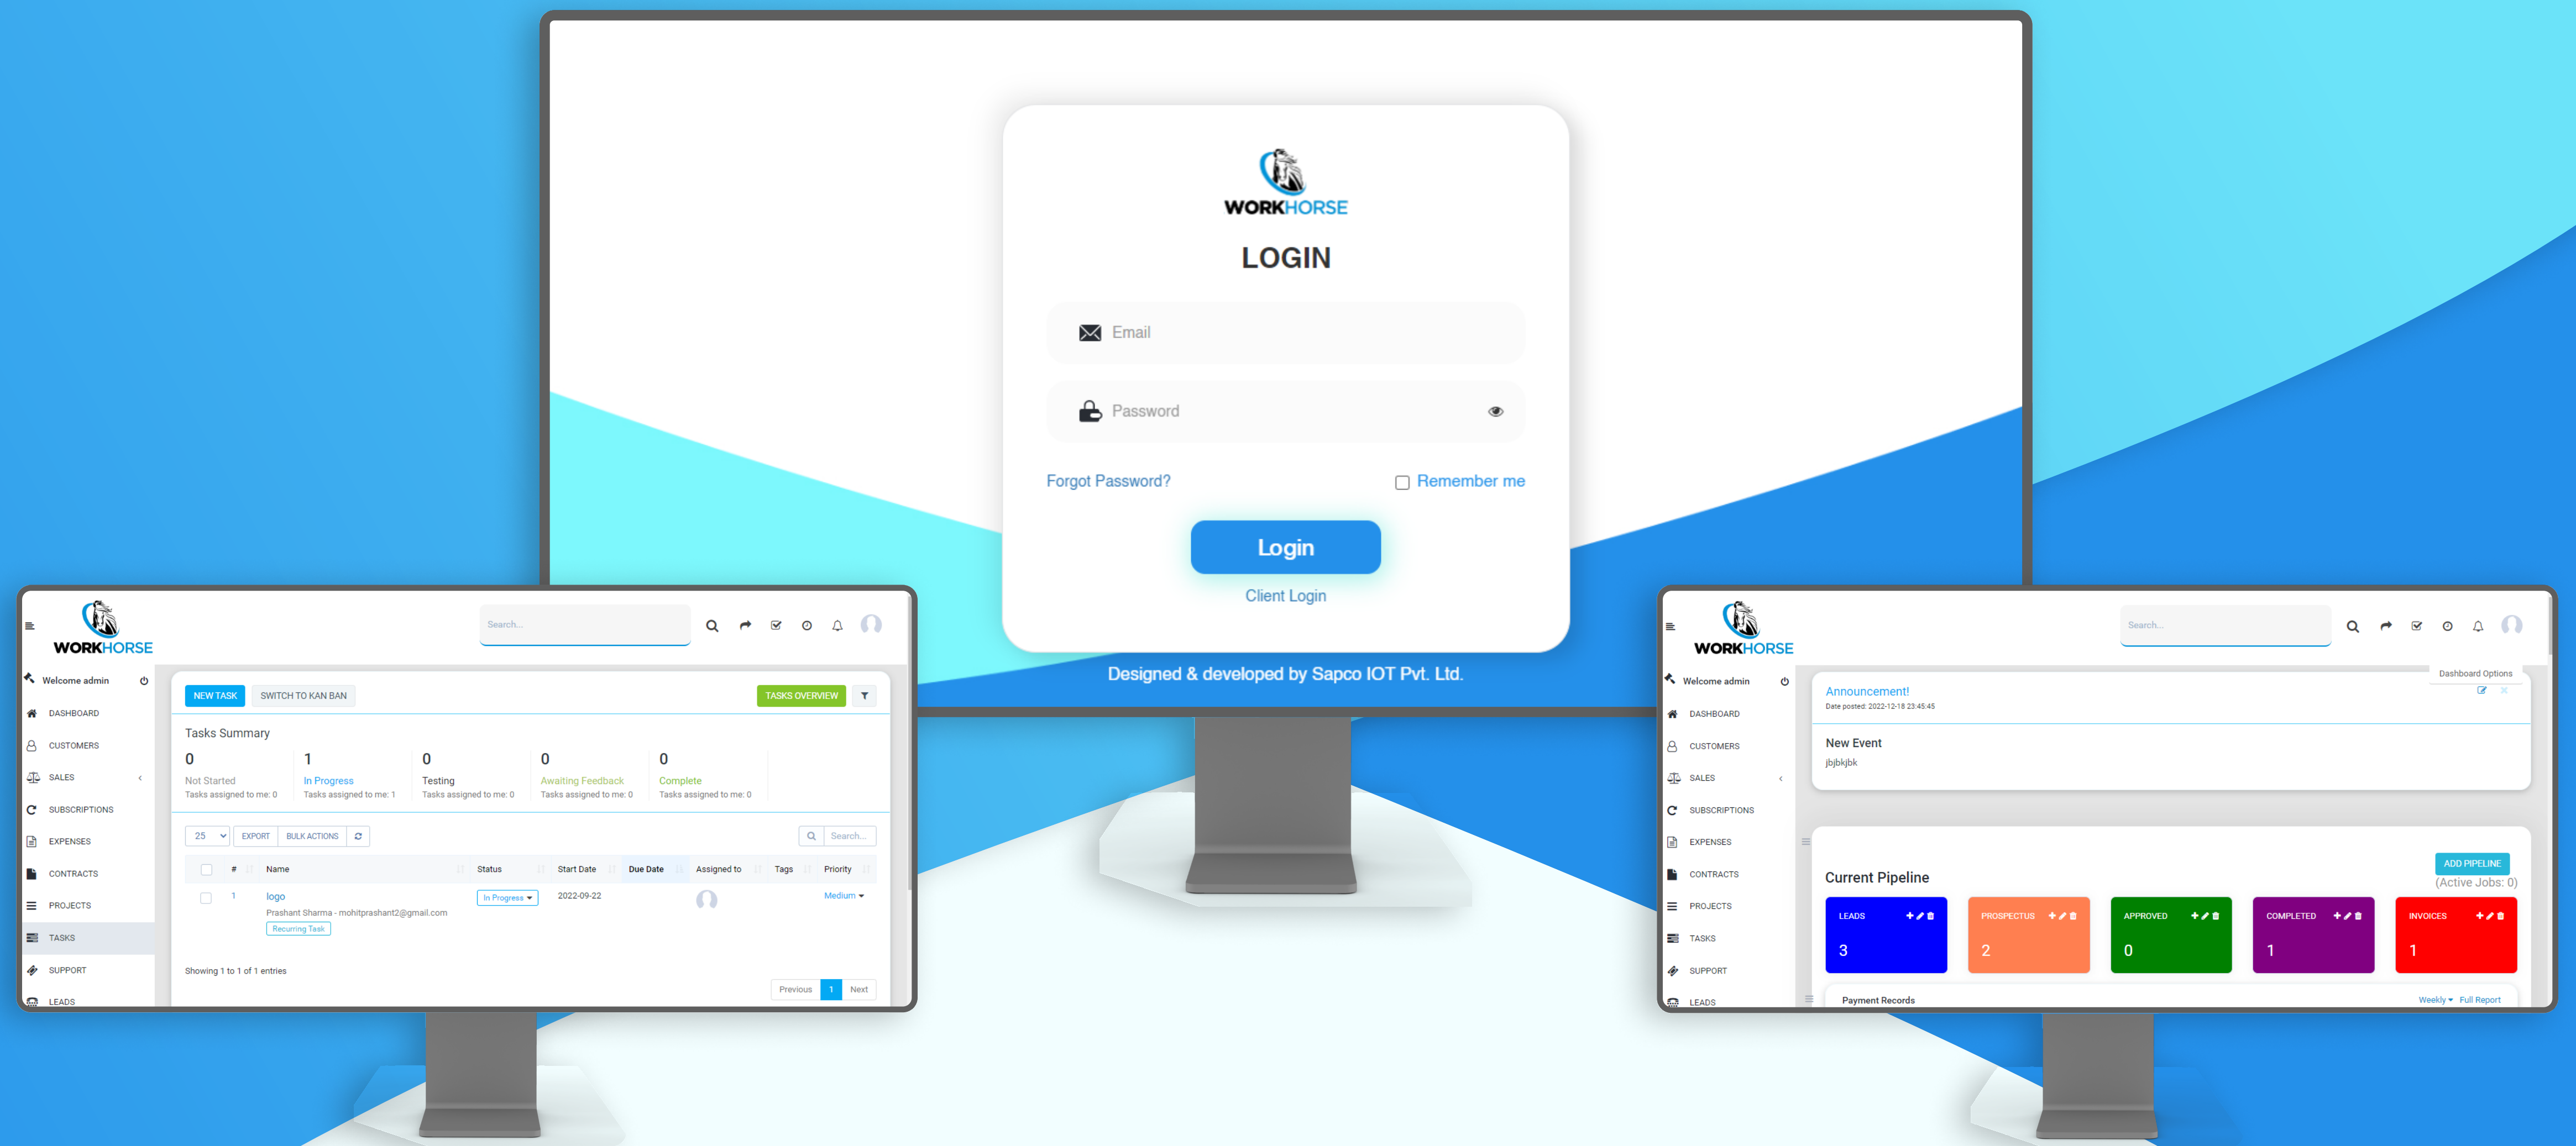 WORKHORSE
LOGIN
Email
Password
Forgot Password?
Remember me
Login
Client Login
Designed & developed by Sapco IOT Pvt. Ltd.
WORKHORSE
Search...
Welcome admin
DASHBOARD
CUSTOMERS
SALES
SUBSCRIPTIONS
EXPENSES
CONTRACTS
PROJECTS
TASKS
SUPPORT
LEADS
NEW TASK SWITCH TO KAN BAN TASKS OVERVIEW
Tasks Summary
0 1 0 0 0
Not Started In Progress Testing Awaiting Feedback Complete
Tasks assigned to me: 0 Tasks assigned to me: 1 Tasks assigned to me: 0 Tasks assigned to me: 0 Tasks assigned to me: 0
25 EXPORT BULK ACTIONS Search...
# Name Status Start Date Due Date Assigned to Tags Priority
1 logo In Progress 2022-09-22 Medium
Prashant Sharma - mohitprashant2@gmail.com
Recurring Task
Showing 1 to 1 of 1 entries
Previous 1 Next
WORKHORSE
Search...
Welcome admin
DASHBOARD
CUSTOMERS
SALES
SUBSCRIPTIONS
EXPENSES
CONTRACTS
PROJECTS
TASKS
SUPPORT
LEADS
Dashboard Options
Announcement!
Date posted: 2022-12-18 23:45:45
New Event
jbjbkjbk
ADD PIPELINE
Current Pipeline
(Active Jobs: 0)
LEADS PROSPECTUS APPROVED COMPLETED INVOICES
3 2 0 1 1
Payment Records Weekly Full Report